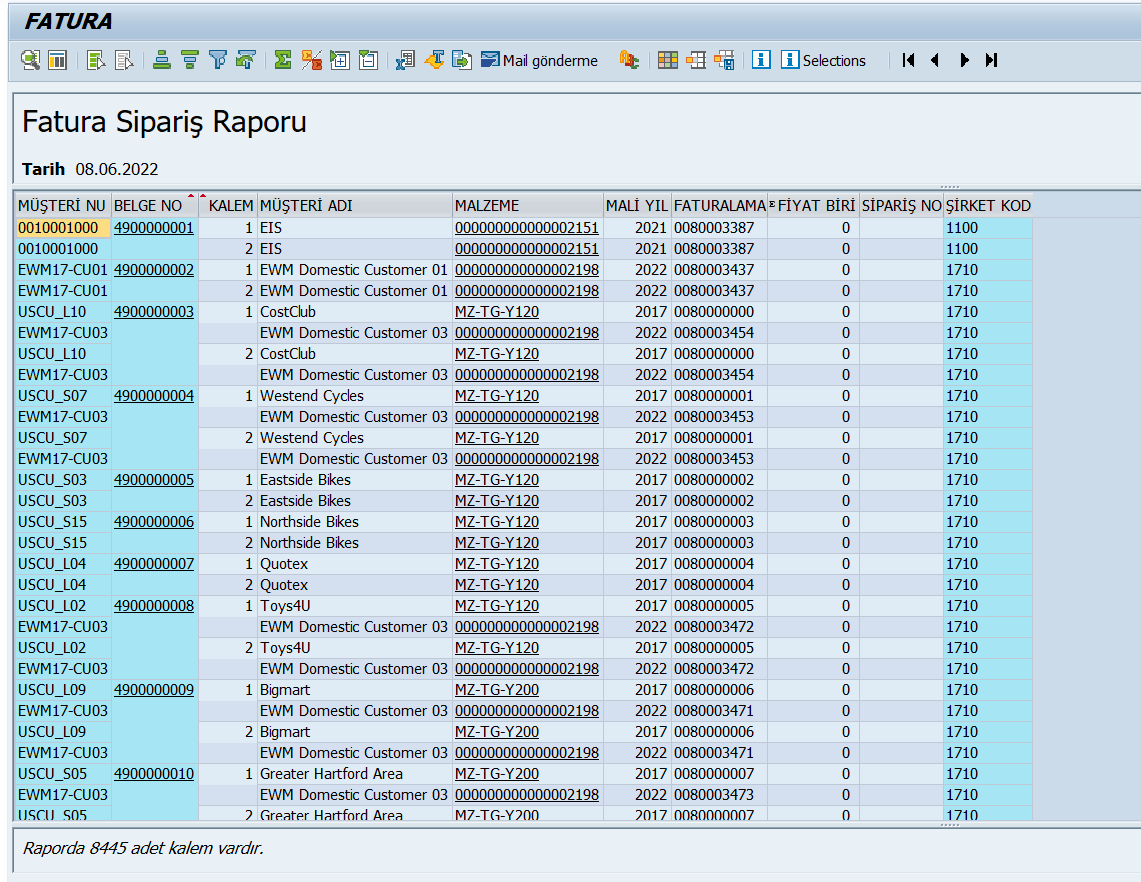 FATURA
Mail gönderme Selections
Fatura Sipariş Raporu
Tarih 08.06.2022
MÜŞTERİ NU BELGE NO KALEM MÜŞTERİ ADI MALZEME MALİ YIL FATURALAMA FİYAT BİRİ SİPARİŞ NO ŞİRKET KOD
0010001000 4900000001 1 EIS 000000000000002151 2021 0080003387 0 1100
0010001000 2 EIS 000000000000002151 2021 0080003387 0 1100
EWM17-CU01 4900000002 1 EWM Domestic Customer 01 000000000000002198 2022 0080003437 0 1710
EWM17-CU01 2 EWM Domestic Customer 01 000000000000002198 2022 0080003437 0 1710
USCU_L10 4900000003 1 CostClub MZ-TG-Y120 2017 0080000000 0 1710
EWM17-CU03 EWM Domestic Customer 03 000000000000002198 2022 0080003454 0 1710
USCU_L10 2 CostClub MZ-TG-Y120 2017 0080000000 0 1710
EWM17-CU03 EWM Domestic Customer 03 000000000000002198 2022 0080003454 0 1710
USCU_S07 4900000004 1 Westend Cycles MZ-TG-Y120 2017 0080000001 0 1710
EWM17-CU03 EWM Domestic Customer 03 000000000000002198 2022 0080003453 0 1710
USCU_S07 2 Westend Cycles MZ-TG-Y120 2017 0080000001 0 1710
EWM17-CU03 EWM Domestic Customer 03 000000000000002198 2022 0080003453 0 1710
USCU_S03 4900000005 1 Eastside Bikes MZ-TG-Y120 2017 0080000002 0 1710
USCU_S03 2 Eastside Bikes MZ-TG-Y120 2017 0080000002 0 1710
USCU_S15 4900000006 1 Northside Bikes MZ-TG-Y120 2017 0080000003 0 1710
USCU_S15 2 Northside Bikes MZ-TG-Y120 2017 0080000003 0 1710
USCU_L04 4900000007 1 Quotex MZ-TG-Y120 2017 0080000004 0 1710
USCU_L04 2 Quotex MZ-TG-Y120 2017 0080000004 0 1710
USCU_L02 4900000008 1 Toys4U MZ-TG-Y120 2017 0080000005 0 1710
EWM17-CU03 EWM Domestic Customer 03 000000000000002198 2022 0080003472 0 1710
USCU_L02 2 Toys4U MZ-TG-Y120 2017 0080000005 0 1710
EWM17-CU03 EWM Domestic Customer 03 000000000000002198 2022 0080003472 0 1710
USCU_L09 4900000009 1 Bigmart MZ-TG-Y200 2017 0080000006 0 1710
EWM17-CU03 EWM Domestic Customer 03 000000000000002198 2022 0080003471 0 1710
USCU_L09 2 Bigmart MZ-TG-Y200 2017 0080000006 0 1710
EWM17-CU03 EWM Domestic Customer 03 000000000000002198 2022 0080003471 0 1710
USCU_S05 4900000010 1 Greater Hartford Area MZ-TG-Y200 2017 0080000007 0 1710
EWM17-CU03 EWM Domestic Customer 03 000000000000002198 2022 0080003473 0 1710
USCU_S05 2 Greater Hartford Area MZ-TG-Y200 2017 0080000007 0 1710
Raporda 8445 adet kalem vardır.